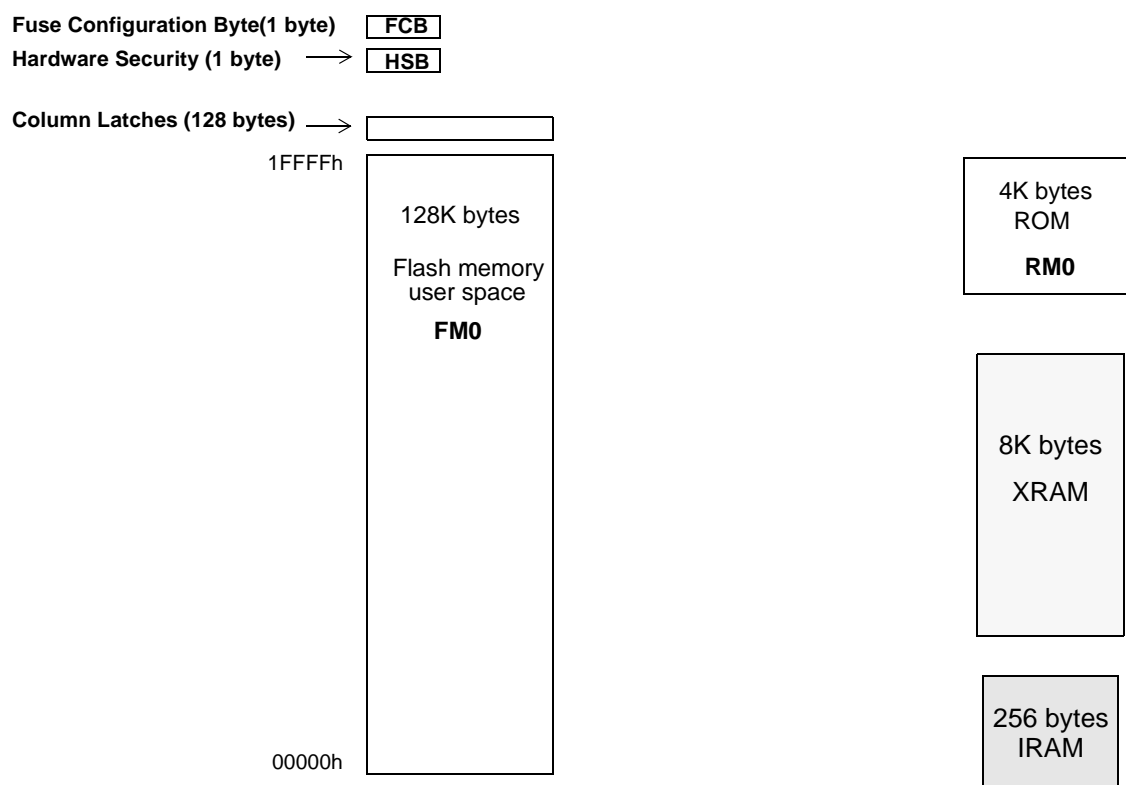 Fuse Configuration Byte(1 byte)
FCB
Hardware Security (1 byte)
HSB
Column Latches (128 bytes)
1FFFFh
128K bytes
Flash memory
user space
FM0
00000h
4K bytes
ROM
RM0
8K bytes
XRAM
256 bytes
IRAM